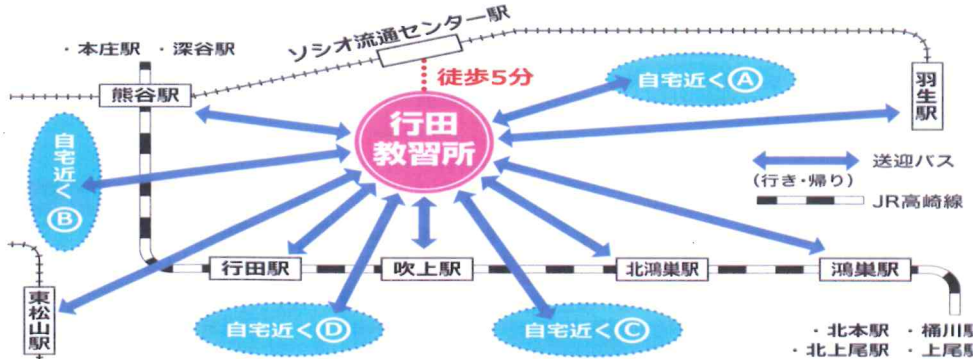 ソシオ流通センター駅
・本庄駅 ・深谷駅
徒歩5分
自宅近くⒶ
熊谷駅
羽生駅
行田
教習所
自宅近くⒷ
送迎バス
(行き・帰り)
JR高崎線
行田駅
吹上駅
北鴻巣駅
鴻巣駅
東松山駅
自宅近くⒹ
自宅近くⒸ
・北本駅 ・桶川駅
・北上尾駅 ・上尾駅